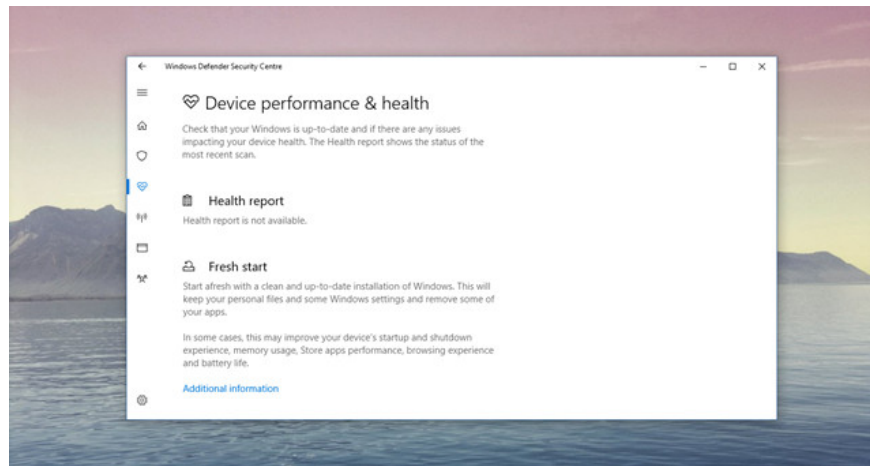 Windows Defender Security Centre
Device performance & health
Check that your Windows is up-to-date and if there are any issues
impacting your device health. The Health report shows the status of the
most recent scan.
Health report
Health report is not available.
Fresh start
Start afresh with a clean and up-to-date installation of Windows. This will
keep your personal files and some Windows settings and remove some of
your apps.
In some cases, this may improve your device's startup and shutdown
experience, memory usage, Store apps performance, browsing experience
and battery life.
Additional information